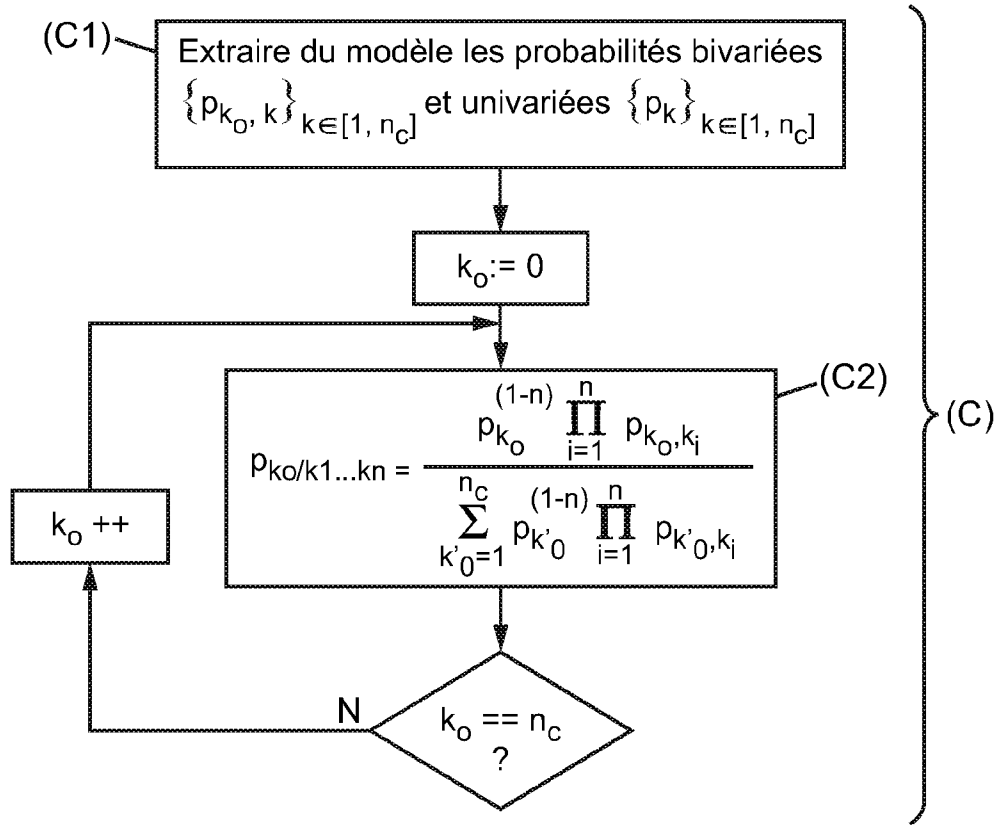 (C1)
Extraire du modèle les probabilités bivariées
{p_{k_o, k}}_{k∈[1, n_c]} et univariées {p_k}_{k∈[1, n_c]}
k_o := 0
(C2)
p_{ko/k1...kn} = \frac{p_{k_o}^{(1-n)} ∏_{i=1}^{n} p_{k_o,k_i}}{∑_{k'_0=1}^{n_c} p_{k'_0}^{(1-n)} ∏_{i=1}^{n} p_{k'_0,k_i}}
(C)
k_o ++
N
k_o == n_c
?